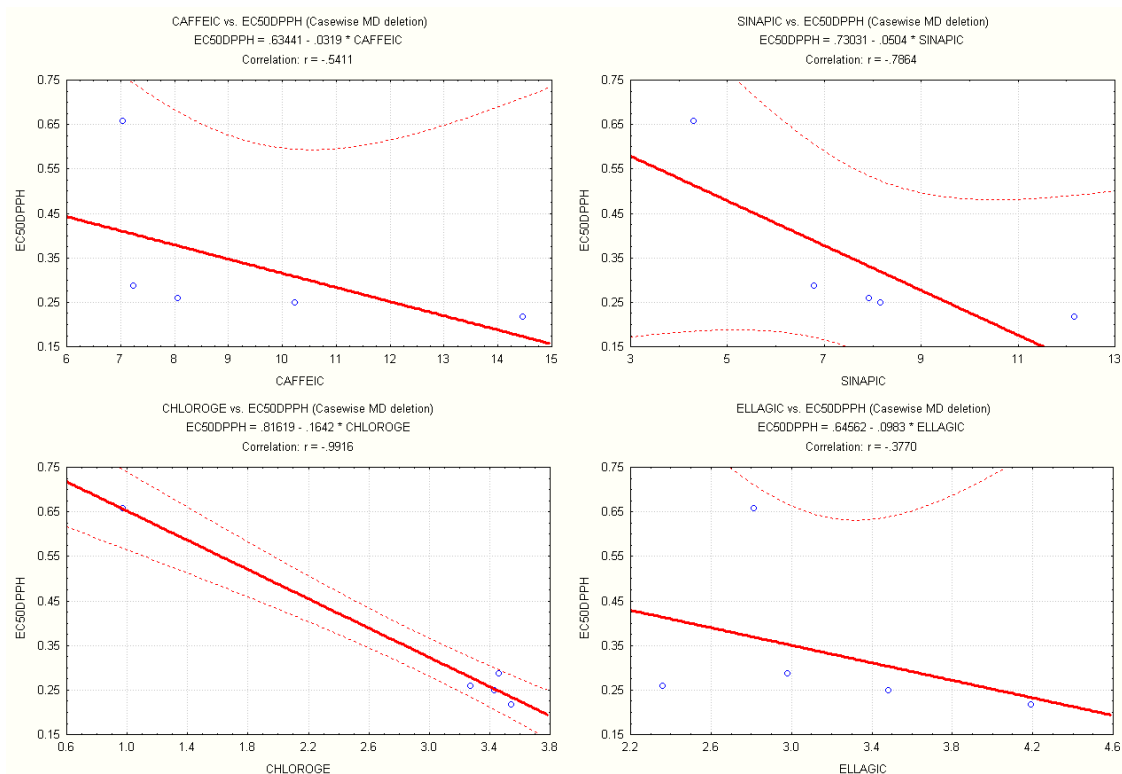 CAFFEIC vs. EC50DPPH (Casewise MD deletion)
EC50DPPH = .63441 - .0319 * CAFFEIC
Correlation: r = -.5411
0.75
0.65
0.55
0.45
0.35
0.25
0.15
EC50DPPH
6 7 8 9 10 11 12 13 14 15
CAFFEIC
SINAPIC vs. EC50DPPH (Casewise MD deletion)
EC50DPPH = .73031 - .0504 * SINAPIC
Correlation: r = -.7864
0.75
0.65
0.55
0.45
0.35
0.25
0.15
EC50DPPH
3 5 7 9 11 13
SINAPIC
CHLOROGE vs. EC50DPPH (Casewise MD deletion)
EC50DPPH = .81619 - .1642 * CHLOROGE
Correlation: r = -.9916
0.75
0.65
0.55
0.45
0.35
0.25
0.15
EC50DPPH
0.6 1.0 1.4 1.8 2.2 2.6 3.0 3.4 3.8
CHLOROGE
ELLAGIC vs. EC50DPPH (Casewise MD deletion)
EC50DPPH = .64562 - .0983 * ELLAGIC
Correlation: r = -.3770
0.75
0.65
0.55
0.45
0.35
0.25
0.15
EC50DPPH
2.2 2.6 3.0 3.4 3.8 4.2 4.6
ELLAGIC